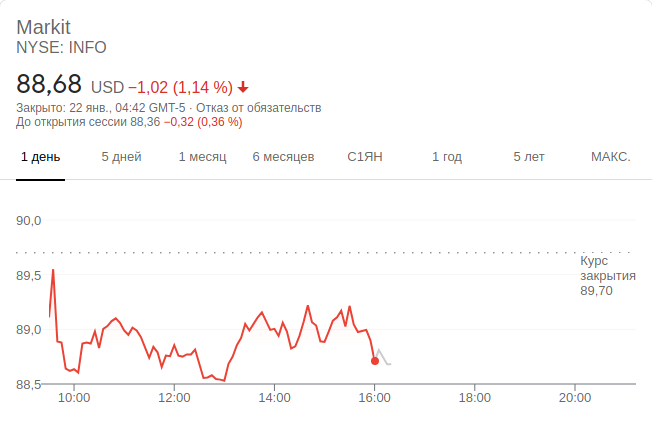 Markit
NYSE: INFO
88,68 USD −1,02 (1,14 %)
Закрыто: 22 янв., 04:42 GMT-5 · Отказ от обязательств
До открытия сессии 88,36 −0,32 (0,36 %)
1 день 5 дней 1 месяц 6 месяцев С1ЯН 1 год 5 лет МАКС.
90,0
Курс
закрытия
89,70
89,5
89,0
88,5
10:00 12:00 14:00 16:00 18:00 20:00